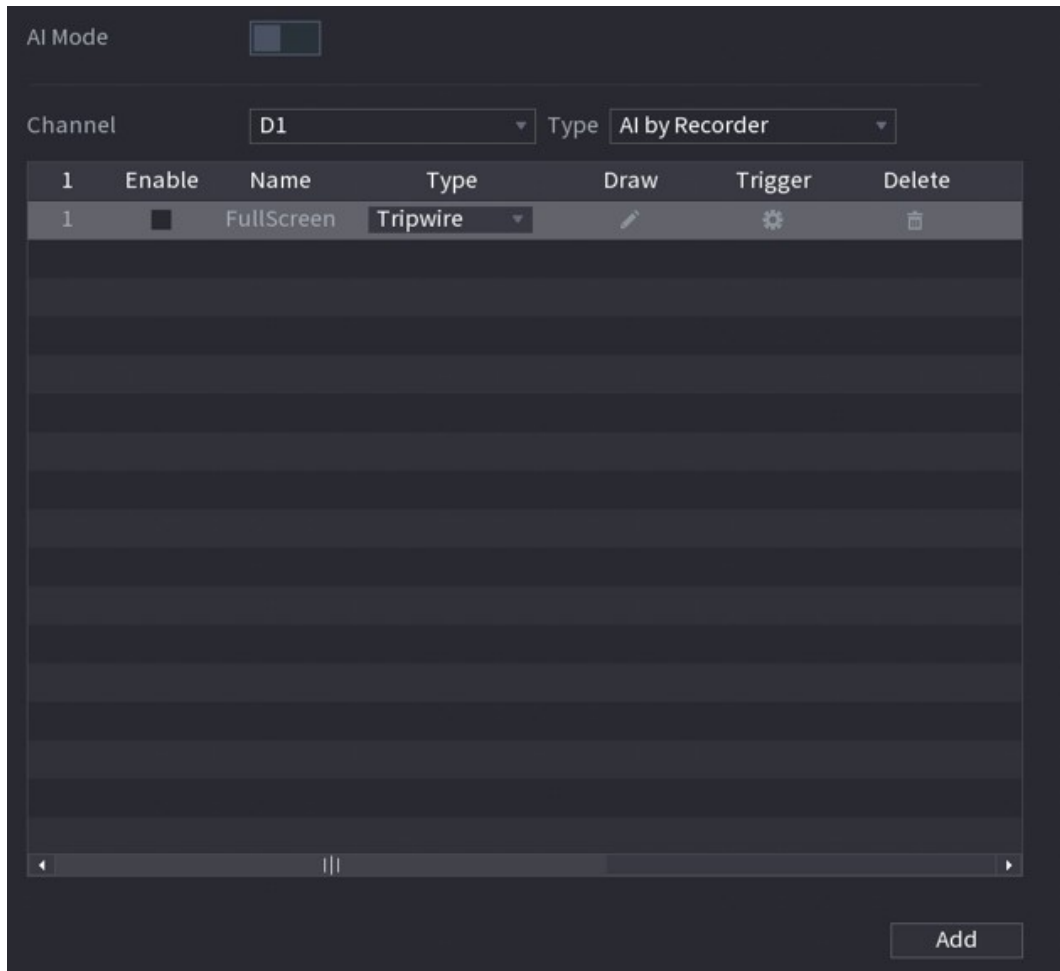 AI Mode
Channel D1 Type AI by Recorder
1 Enable Name Type Draw Trigger Delete
1 FullScreen Tripwire
Add